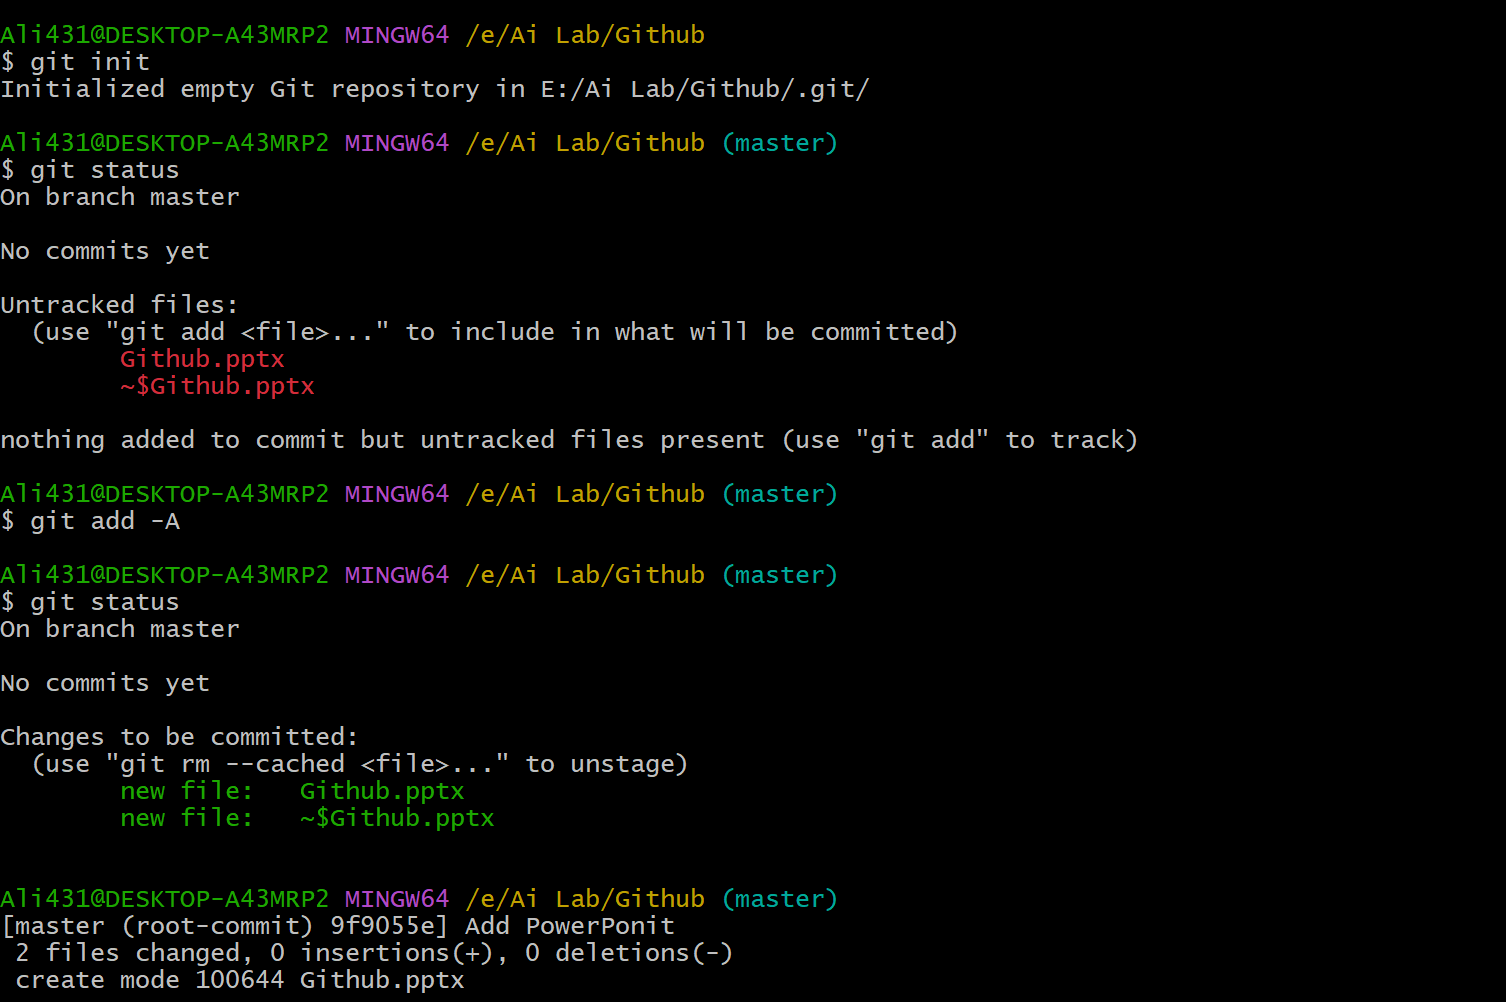 Ali431@DESKTOP-A43MRP2 MINGW64 /e/Ai Lab/Github
$ git init
Initialized empty Git repository in E:/Ai Lab/Github/.git/
Ali431@DESKTOP-A43MRP2 MINGW64 /e/Ai Lab/Github (master)
$ git status
On branch master
No commits yet
Untracked files:
  (use "git add <file>..." to include in what will be committed)
        Github.pptx
        ~$Github.pptx
nothing added to commit but untracked files present (use "git add" to track)
Ali431@DESKTOP-A43MRP2 MINGW64 /e/Ai Lab/Github (master)
$ git add -A
Ali431@DESKTOP-A43MRP2 MINGW64 /e/Ai Lab/Github (master)
$ git status
On branch master
No commits yet
Changes to be committed:
  (use "git rm --cached <file>..." to unstage)
        new file:   Github.pptx
        new file:   ~$Github.pptx
Ali431@DESKTOP-A43MRP2 MINGW64 /e/Ai Lab/Github (master)
[master (root-commit) 9f9055e] Add PowerPonit
 2 files changed, 0 insertions(+), 0 deletions(-)
 create mode 100644 Github.pptx